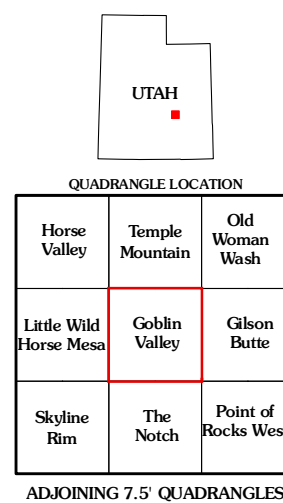 UTAH
QUADRANGLE LOCATION
Horse
Valley
Temple
Mountain
Old
Woman
Wash
Little Wild
Horse Mesa
Goblin
Valley
Gilson
Butte
Skyline
Rim
The
Notch
Point of
Rocks Wes
ADJOINING 7.5' QUADRANGLES